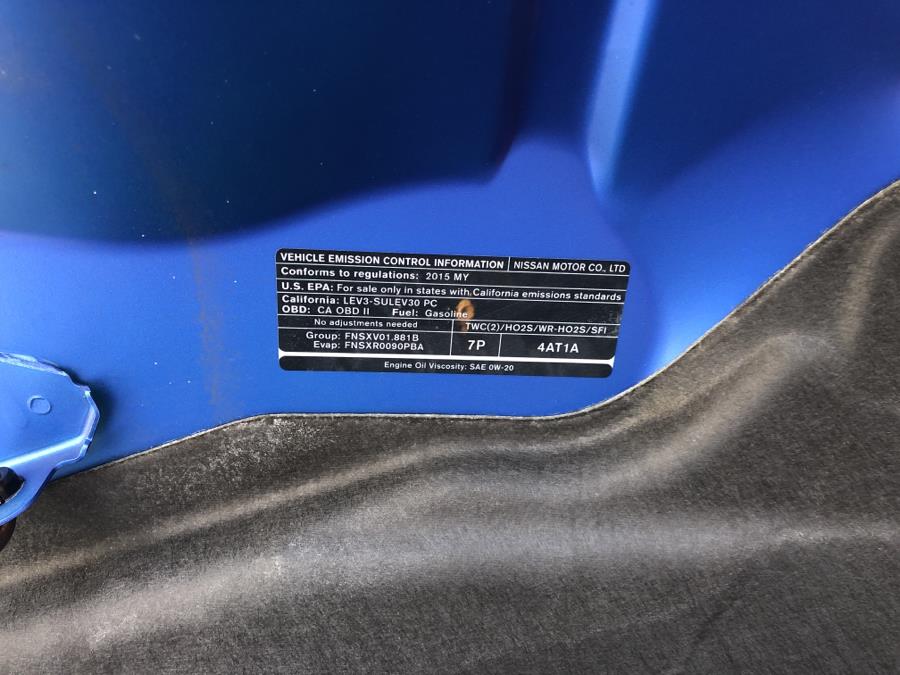 VEHICLE EMISSION CONTROL INFORMATION NISSAN MOTOR CO., LTD
Conforms to regulations: 2015 MY
U.S. EPA: For sale only in states with California emissions standards
California: LEV3-SULEV30 PC
OBD: CA OBD II Fuel: Gasoline
No adjustments needed TWC(2)/HO2S/WR-HO2S/SFI
Group: FNSXV01.881B
Evap: FNSXR0090PBA
7P 4AT1A
Engine Oil Viscosity: SAE 0W-20